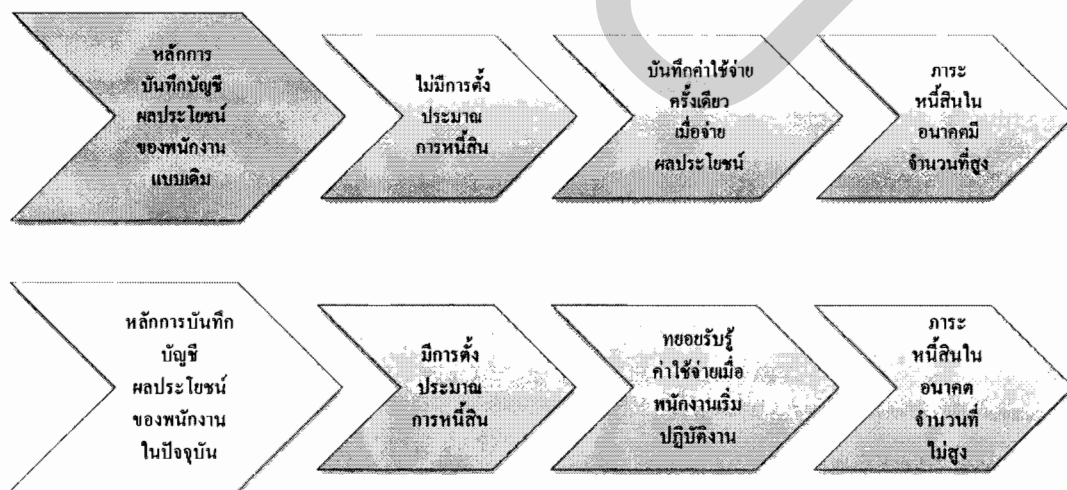 หลักการ
บันทึกบัญชี
ผลประโยชน์
ของพนักงาน
แบบเดิม
ไม่มีการตั้ง
ประมาณ
การหนี้สิน
บันทึกค่าใช้จ่าย
ครั้งเดียว
เมื่อจ่าย
ผลประโยชน์
ภาระ
หนี้สินใน
อนาคตมี
จำนวนที่สูง
หลักการบันทึก
บัญชี
ผลประโยชน์
ของพนักงาน
ในปัจจุบัน
มีการตั้ง
ประมาณ
การหนี้สิน
ทยอยรับรู้
ค่าใช้จ่ายเมื่อ
พนักงานเริ่ม
ปฏิบัติงาน
ภาระ
หนี้สินใน
อนาคต
จำนวนที่
ไม่สูง